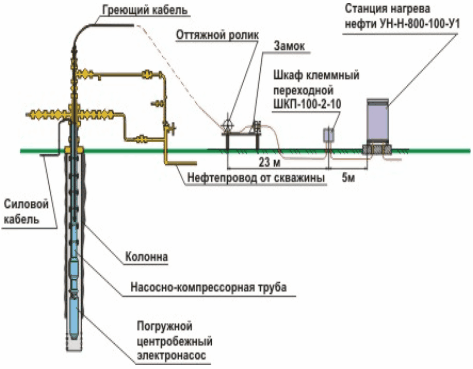 Греющий кабель
Оттяжной ролик
Замок
Станция нагрева
нефти УН-Н-800-100-У1
Шкаф клеммный
переходной
ШКП-100-2-10
23 м
5м
Нефтепровод от скважины
Силовой
кабель
Колонна
Насосно-компрессорная труба
Погружной
центробежный
электронасос